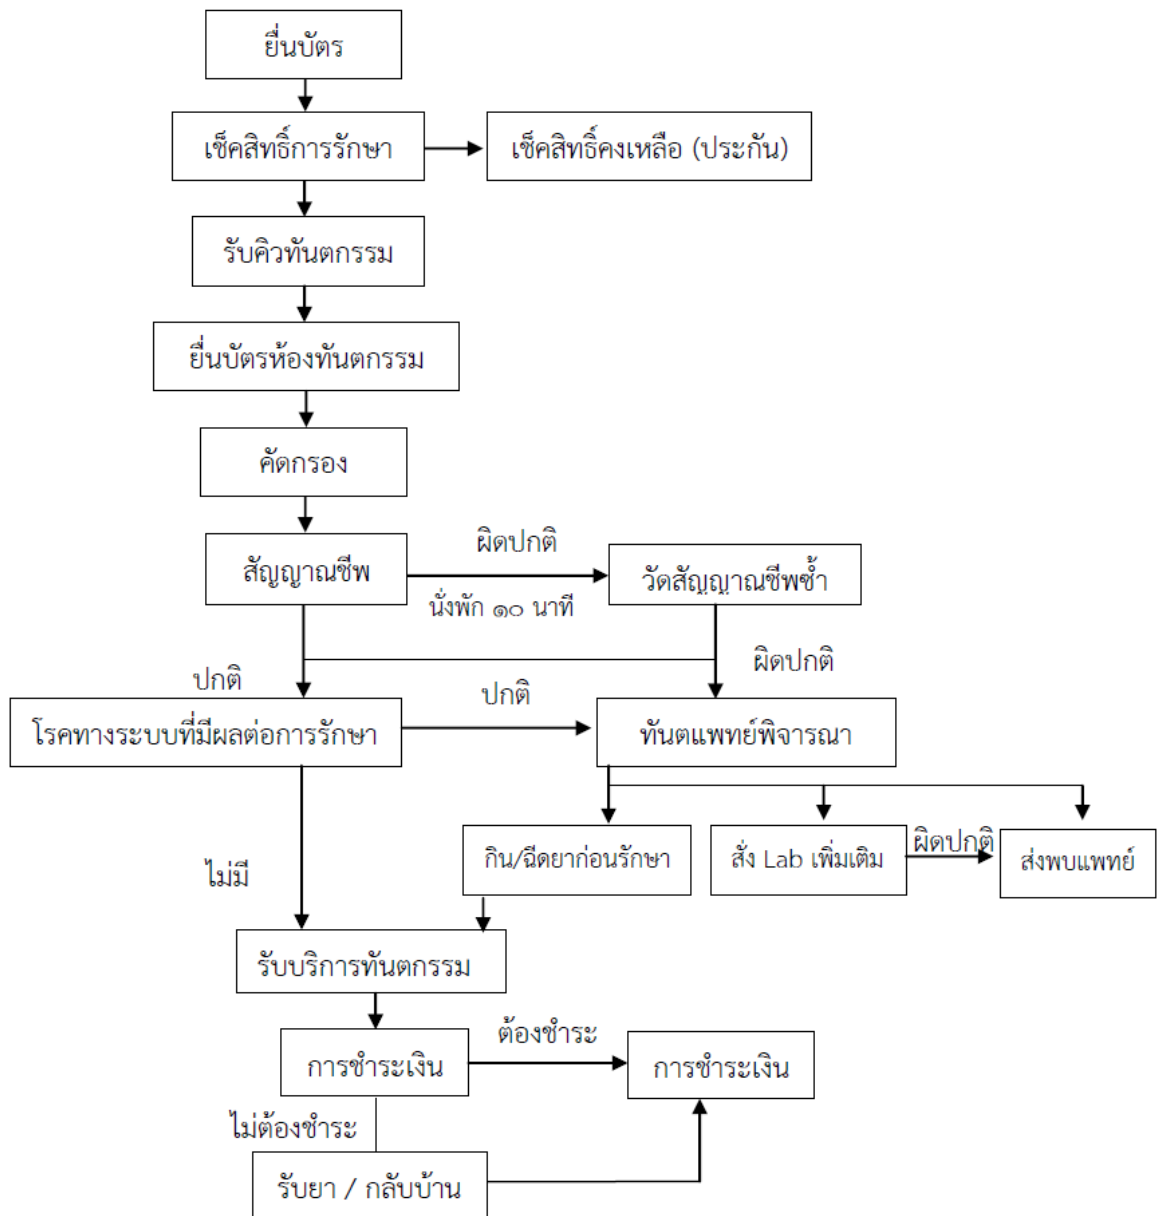 ยื่นบัตร
เช็คสิทธิ์การรักษา
เช็คสิทธิ์คงเหลือ (ประกัน)
รับคิวทันตกรรม
ยื่นบัตรห้องทันตกรรม
คัดกรอง
สัญญาณชีพ
ผิดปกติ
นั่งพัก ๑๐ นาที
วัดสัญญาณชีพซ้ำ
ปกติ
ผิดปกติ
โรคทางระบบที่มีผลต่อการรักษา
ปกติ
ทันตแพทย์พิจารณา
ไม่มี
กิน/ฉีดยาก่อนรักษา
สั่ง Lab เพิ่มเติม
ผิดปกติ
ส่งพบแพทย์
รับบริการทันตกรรม
การชำระเงิน
ต้องชำระ
การชำระเงิน
ไม่ต้องชำระ
รับยา / กลับบ้าน